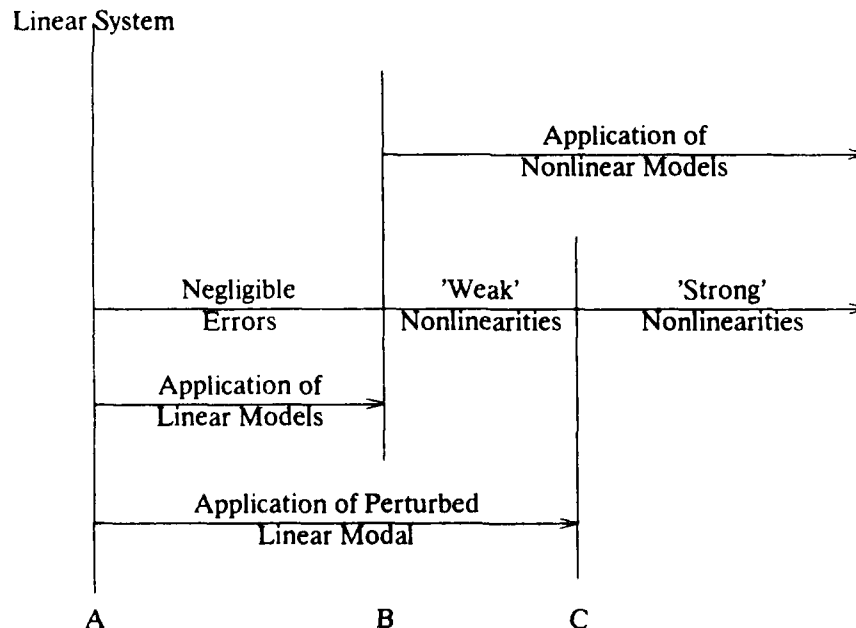 Linear System
Application of
Nonlinear Models
Negligible
Errors
'Weak'
Nonlinearities
'Strong'
Nonlinearities
Application of
Linear Models
Application of Perturbed
Linear Modal
A
B
C